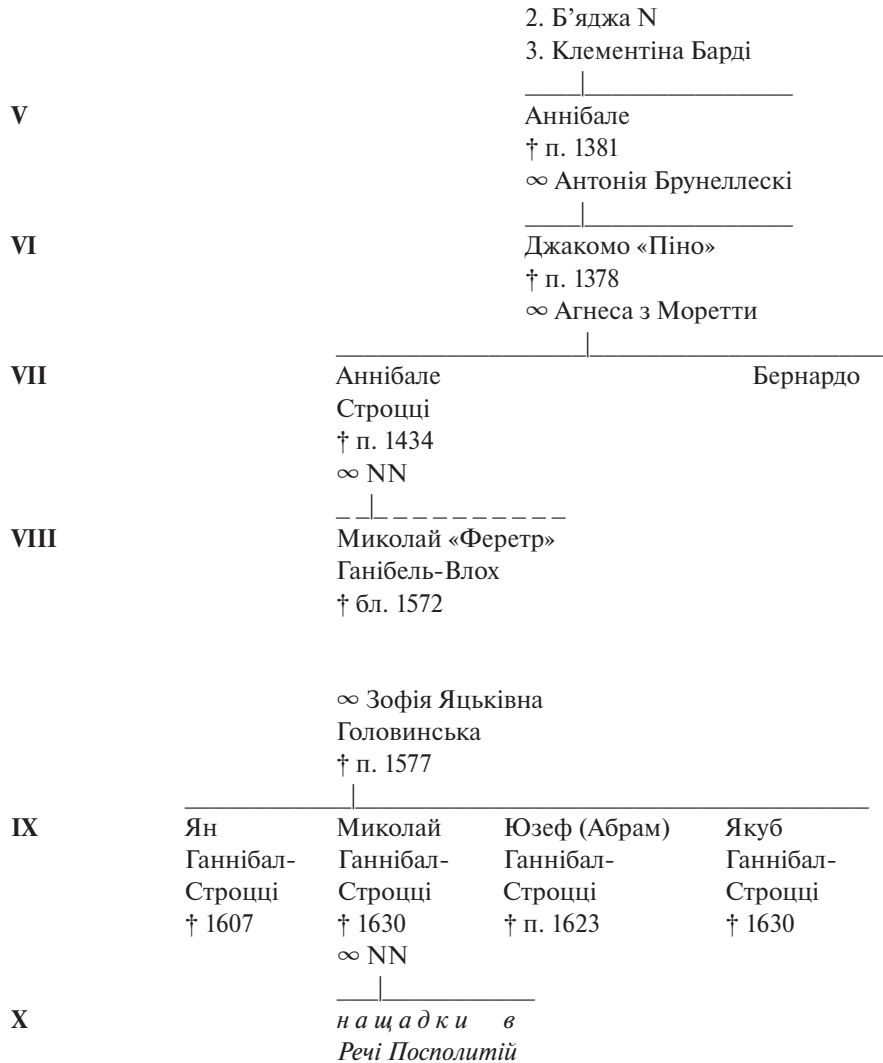 2. Б’яджа N
3. Клементіна Барді
V Аннібале
† п. 1381
∞ Антонія Брунеллескі
VI Джакомо «Піно»
† п. 1378
∞ Агнеса з Моретти
VII Аннібале Бернардо
Строцці
† п. 1434
∞ NN
VIII Миколай «Феретр»
Ганібель-Влох
† бл. 1572
∞ Зофія Яцьківна
Головинська
† п. 1577
IX Ян Миколай Юзеф (Абрам) Якуб
Ганнібал- Ганнібал- Ганнібал- Ганнібал-
Строцці Строцці Строцці Строцці
† 1607 † 1630 † п. 1623 † 1630
∞ NN
X нащадки в
Речі Посполитій